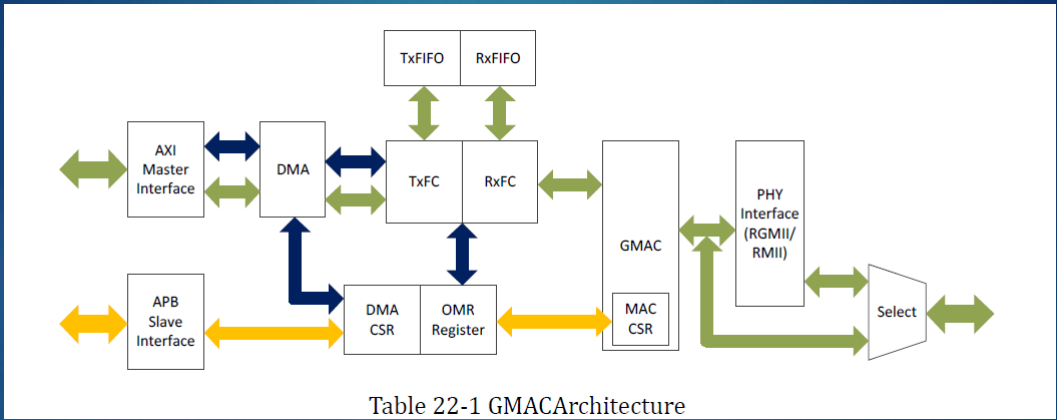 TxFIFO
RxFIFO
AXI
Master
Interface
DMA
TxFC
RxFC
GMAC
PHY
Interface
(RGMII/
RMII)
APB
Slave
Interface
DMA
CSR
OMR
Register
MAC
CSR
Select
Table 22-1 GMACArchitecture